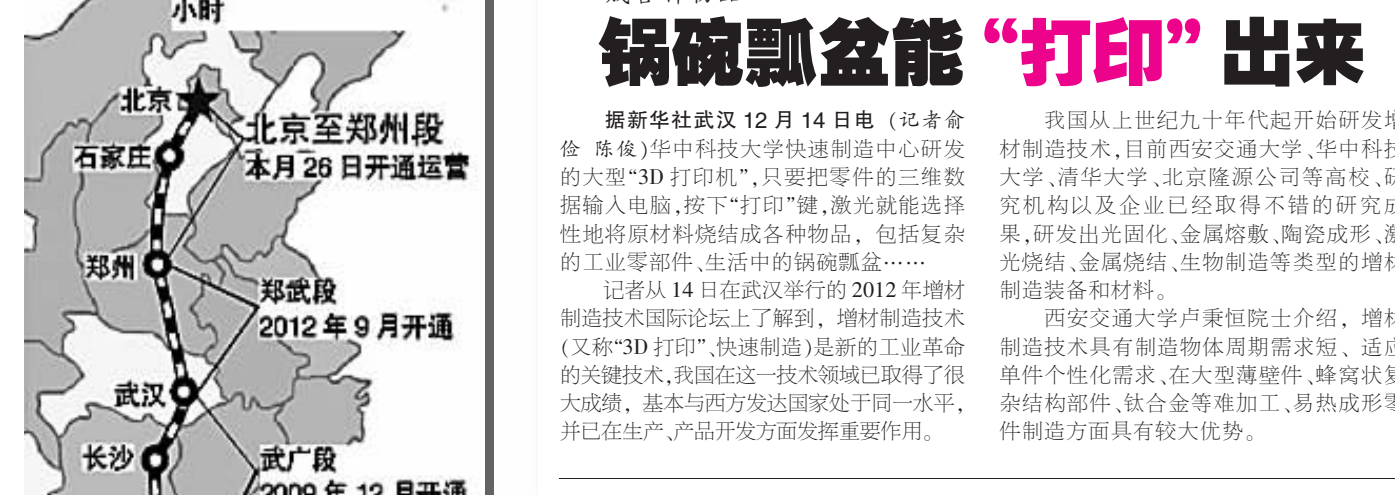 小时
北京
北京至郑州段
本月26日开通运营
石家庄
郑州
郑武段
2012年9月开通
武汉
长沙
武广段
2009年12月开通
锅碗瓢盆能“打印”出来
据新华社武汉12月14日电（记者俞
俭 陈俊)华中科技大学快速制造中心研发
的大型“3D打印机”,只要把零件的三维数
据输入电脑,按下“打印”键,激光就能选择
性地将原材料烧结成各种物品，包括复杂
的工业零部件、生活中的锅碗瓢盆……
记者从14日在武汉举行的2012年增材
制造技术国际论坛上了解到，增材制造技术
(又称“3D打印”、快速制造)是新的工业革命
的关键技术,我国在这一技术领域已取得了很
大成绩，基本与西方发达国家处于同一水平，
并已在生产、产品开发方面发挥重要作用。
我国从上世纪九十年代起开始研发增
材制造技术,目前西安交通大学、华中科技
大学、清华大学、北京隆源公司等高校、研
究机构以及企业已经取得不错的研究成
果,研发出光固化、金属熔敷、陶瓷成形、激
光烧结、金属烧结、生物制造等类型的增材
制造装备和材料。
西安交通大学卢秉恒院士介绍，增材
制造技术具有制造物体周期需求短、适应
单件个性化需求、在大型薄壁件、蜂窝状复
杂结构部件、钛合金等难加工、易热成形零
件制造方面具有较大优势。